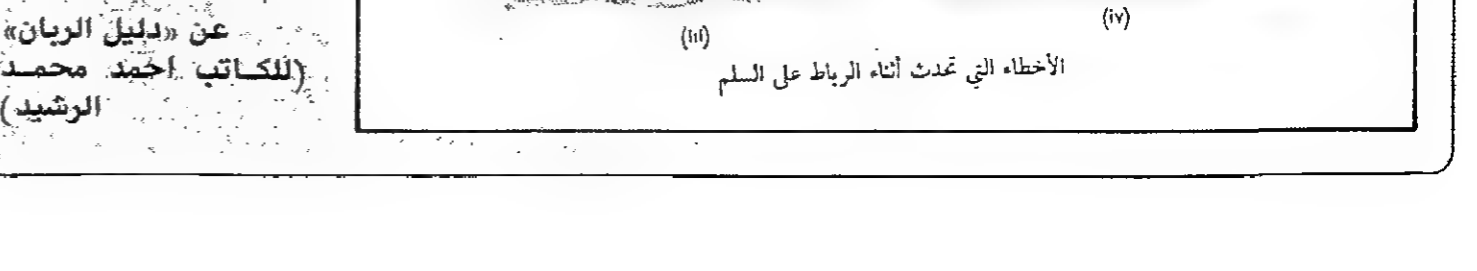 (iv)
(iii)
الأخطاء التي تحدث أثناء الرباط على السلم
عن «دليل الربان»
(للكاتب احمد محمد
الرشيد)